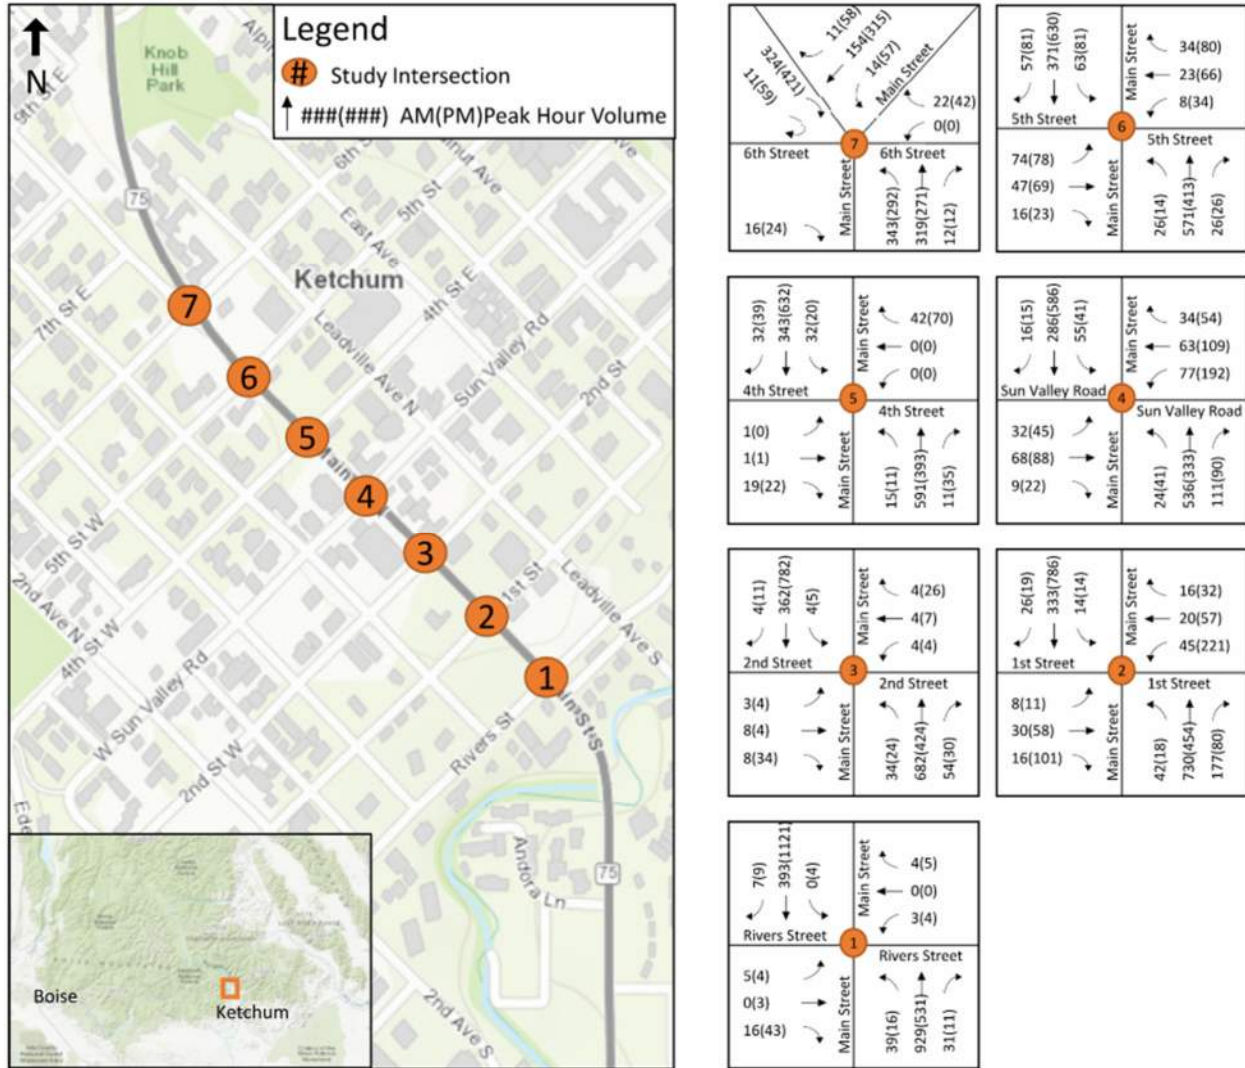 N
Legend
# Study Intersection
###(###) AM(PM)Peak Hour Volume
Knob
Hill
Park
9th St E
6th St
5th St
East Ave
4th St E
Ketchum
75
7th St E
Leadville Ave N
Sun Valley Rd
2nd St
7
6
5
4
3
2
1
Main
1st St
Leadville Ave S
5th St W
2nd Ave N
4th St W
W Sun Valley Rd
2nd St W
Rivers St
Andora Ln
75
2nd Ave S
Boise
Ketchum
11(58)
154(315)
14(57)
324(421)
11(59)
Main Street
22(42)
0(0)
7
6th Street
6th Street
Main Street
16(24)
343(292)
319(271)
12(12)
57(81)
371(630)
63(81)
Main Street
34(80)
23(66)
8(34)
5th Street
6
5th Street
74(78)
47(69)
16(23)
Main Street
26(14)
571(413)
26(26)
32(39)
343(632)
32(20)
Main Street
42(70)
0(0)
0(0)
4th Street
5
4th Street
1(0)
1(1)
19(22)
Main Street
15(11)
591(393)
11(35)
16(15)
286(586)
55(41)
Main Street
34(54)
63(109)
77(192)
Sun Valley Road
4
Sun Valley Road
32(45)
68(88)
9(22)
Main Street
24(41)
536(333)
111(90)
4(11)
362(782)
4(5)
Main Street
4(26)
4(7)
4(4)
2nd Street
3
2nd Street
3(4)
8(4)
8(34)
Main Street
34(24)
682(424)
54(30)
26(19)
333(786)
14(14)
Main Street
16(32)
20(57)
45(221)
1st Street
2
1st Street
8(11)
30(58)
16(101)
Main Street
42(18)
730(454)
177(80)
7(9)
393(1121)
0(4)
Main Street
4(5)
0(0)
3(4)
Rivers Street
1
Rivers Street
5(4)
0(3)
16(43)
Main Street
39(16)
929(531)
31(11)